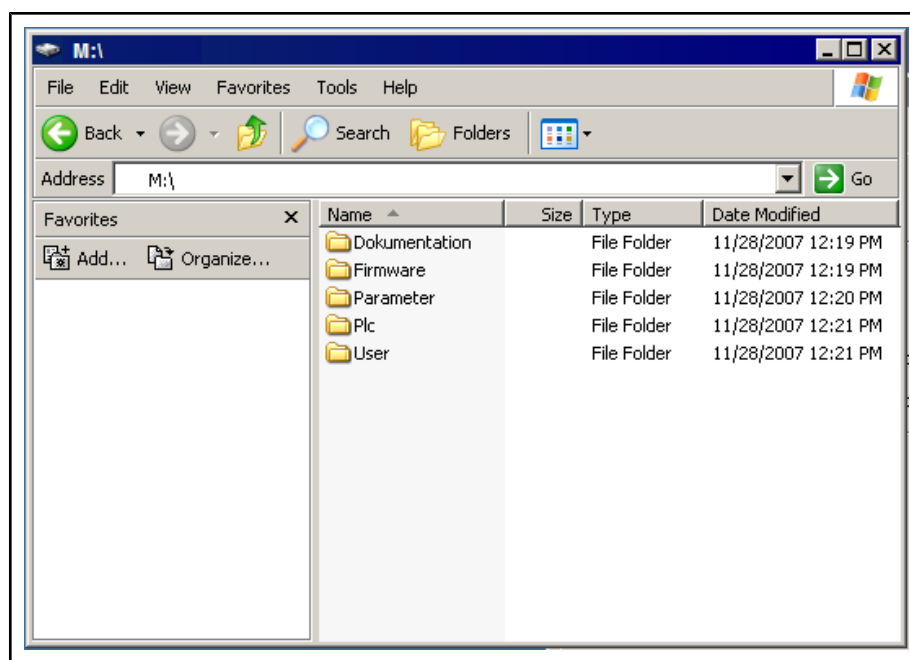 M:\
File Edit View Favorites Tools Help
Back Search Folders
Address M:\ Go
Favorites x Name Size Type Date Modified
Add... Organize... Dokumentation File Folder 11/28/2007 12:19 PM
Firmware File Folder 11/28/2007 12:19 PM
Parameter File Folder 11/28/2007 12:20 PM
Plc File Folder 11/28/2007 12:21 PM
User File Folder 11/28/2007 12:21 PM